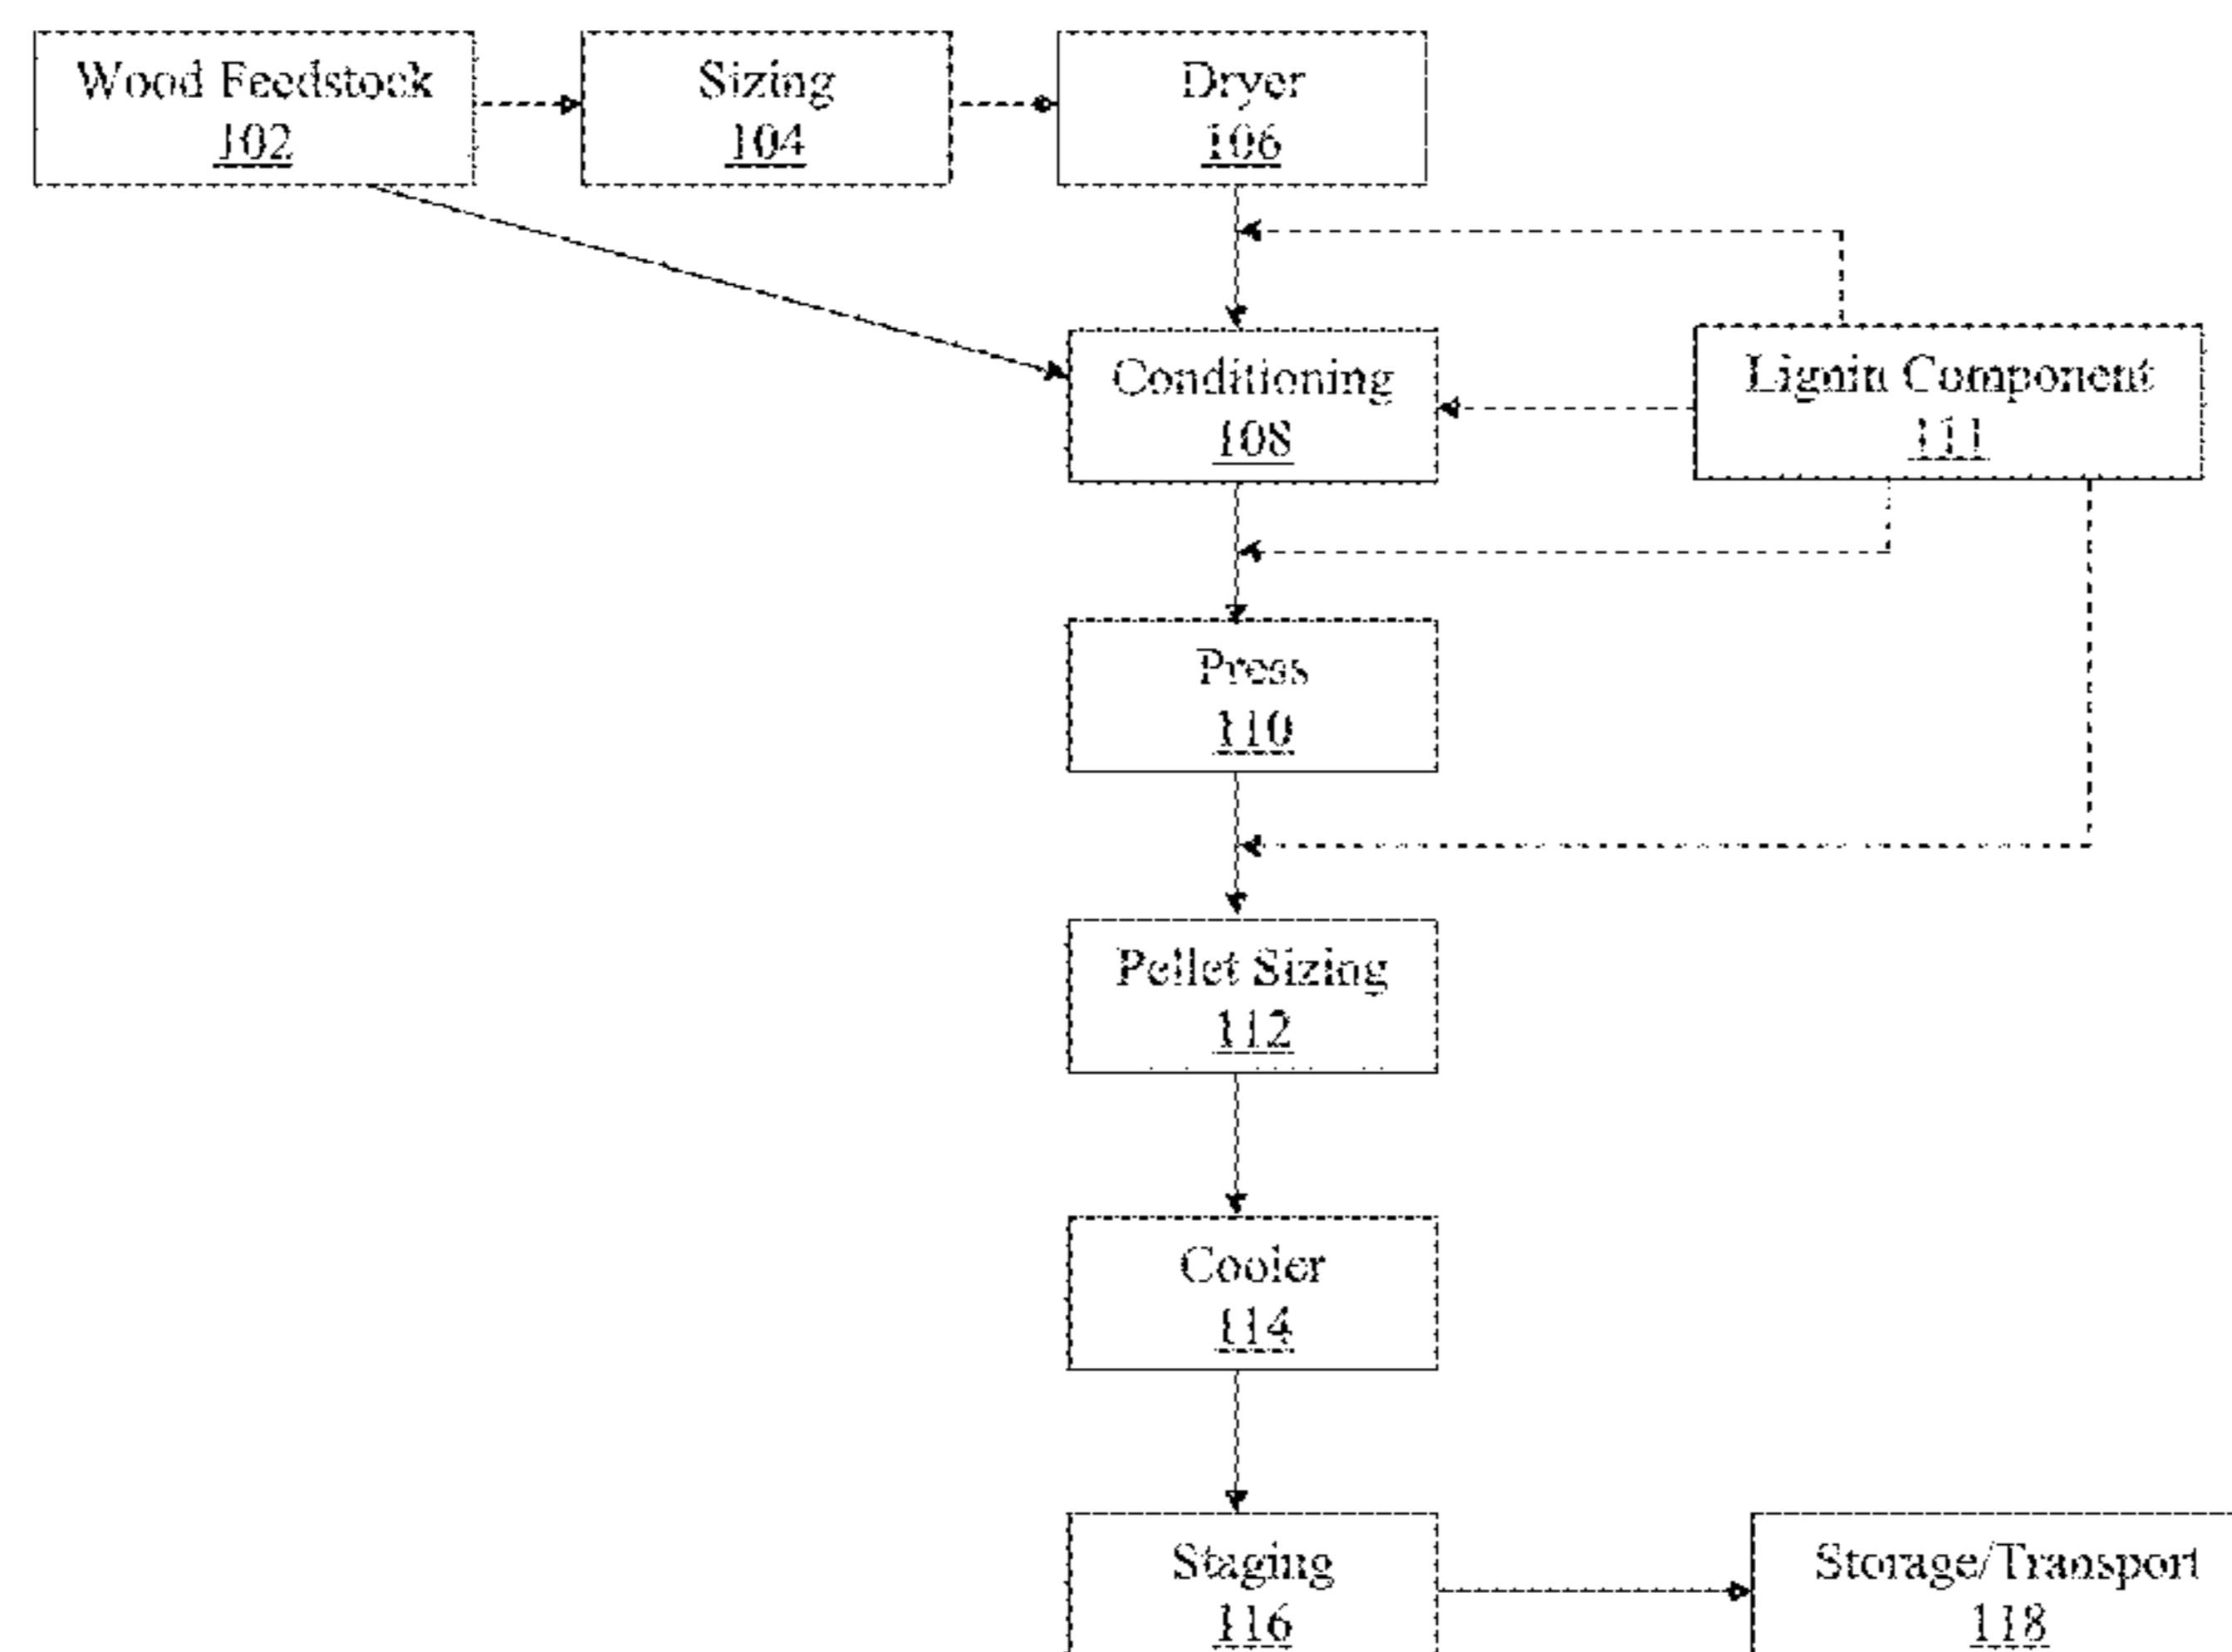 Wood Feedstock
102
Sizing
104
Dryer
106
Conditioning
108
Lignin Component
111
Press
110
Pellet Sizing
112
Cooler
114
Staging
116
Storage/Transport
118